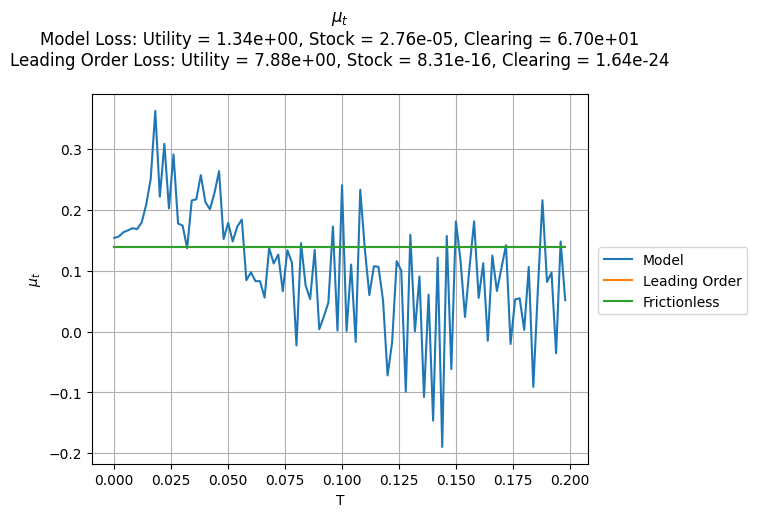 μt
Model Loss: Utility = 1.34e+00, Stock = 2.76e-05, Clearing = 6.70e+01
Leading Order Loss: Utility = 7.88e+00, Stock = 8.31e-16, Clearing = 1.64e-24
0.3
0.2
0.1
0.0
−0.1
−0.2
μt
0.000
0.025
0.050
0.075
0.100
0.125
0.150
0.175
0.200
T
Model
Leading Order
Frictionless